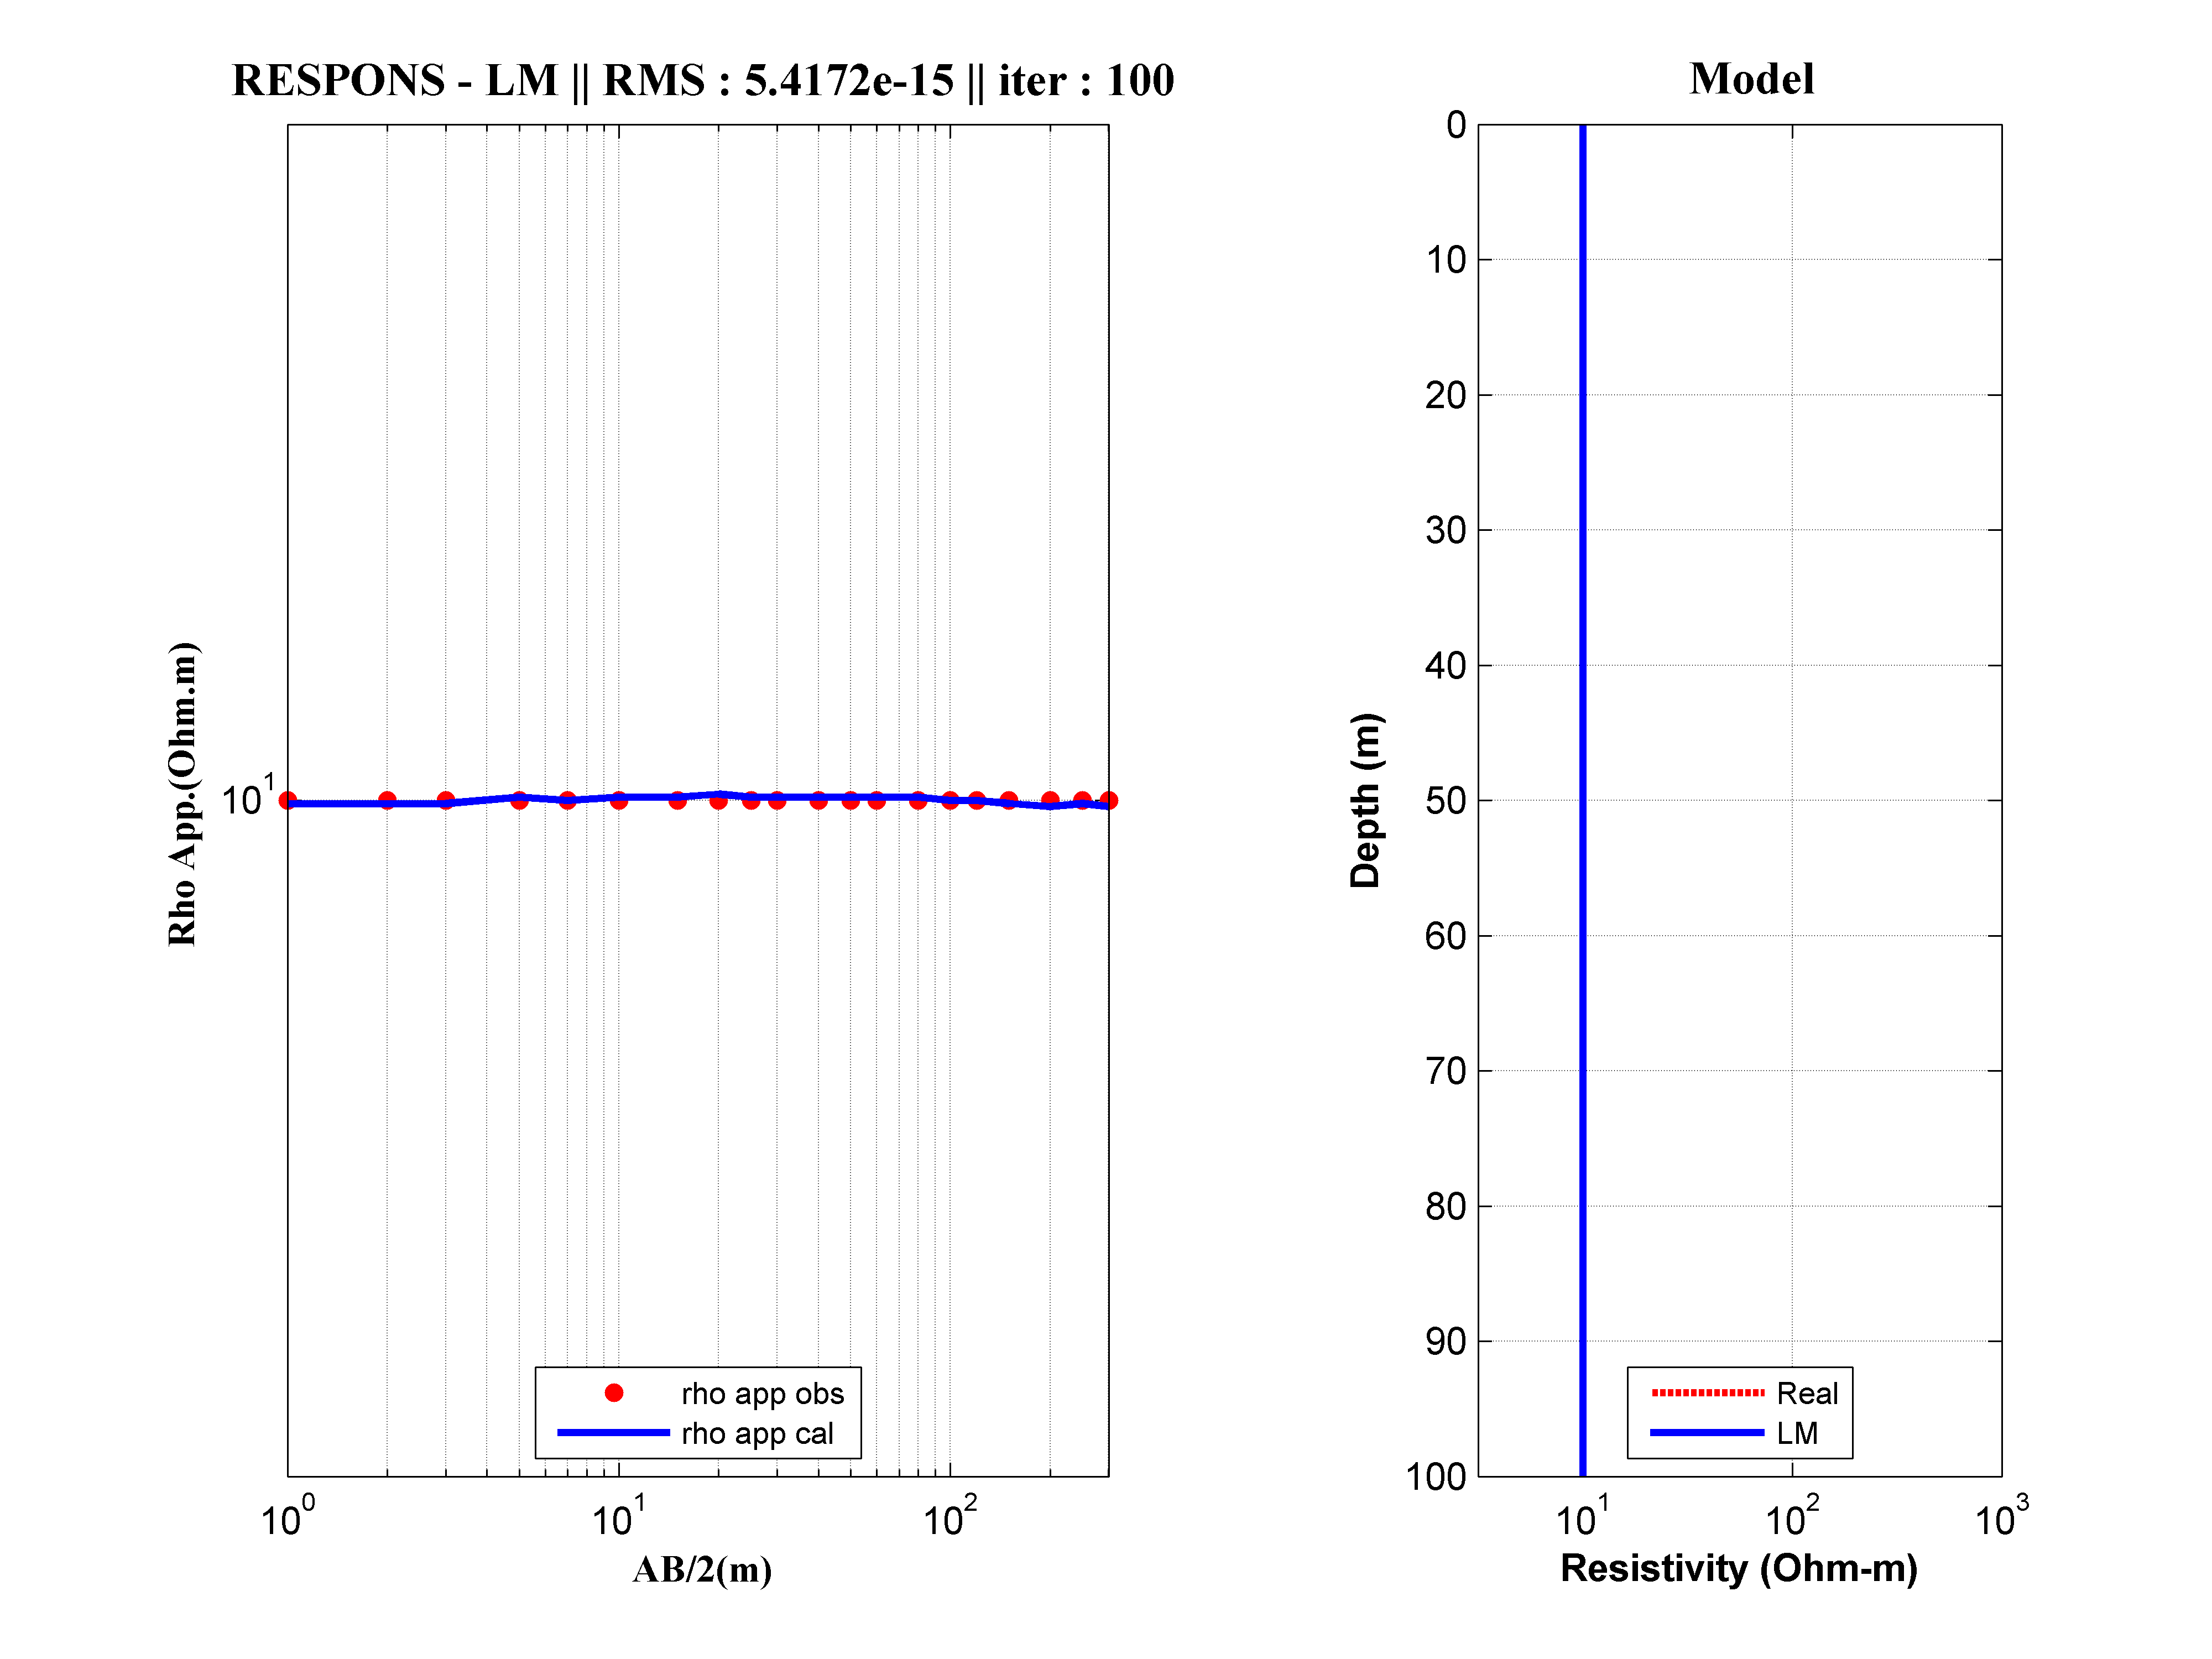 RESPONS - LM || RMS : 5.4172e-15 || iter : 100
Rho App.(Ohm.m)
10^1
rho app obs
rho app cal
10^0 10^1 10^2
AB/2(m)
Model
Depth (m)
0
10
20
30
40
50
60
70
80
90
100
Real
LM
10^1 10^2 10^3
Resistivity (Ohm-m)